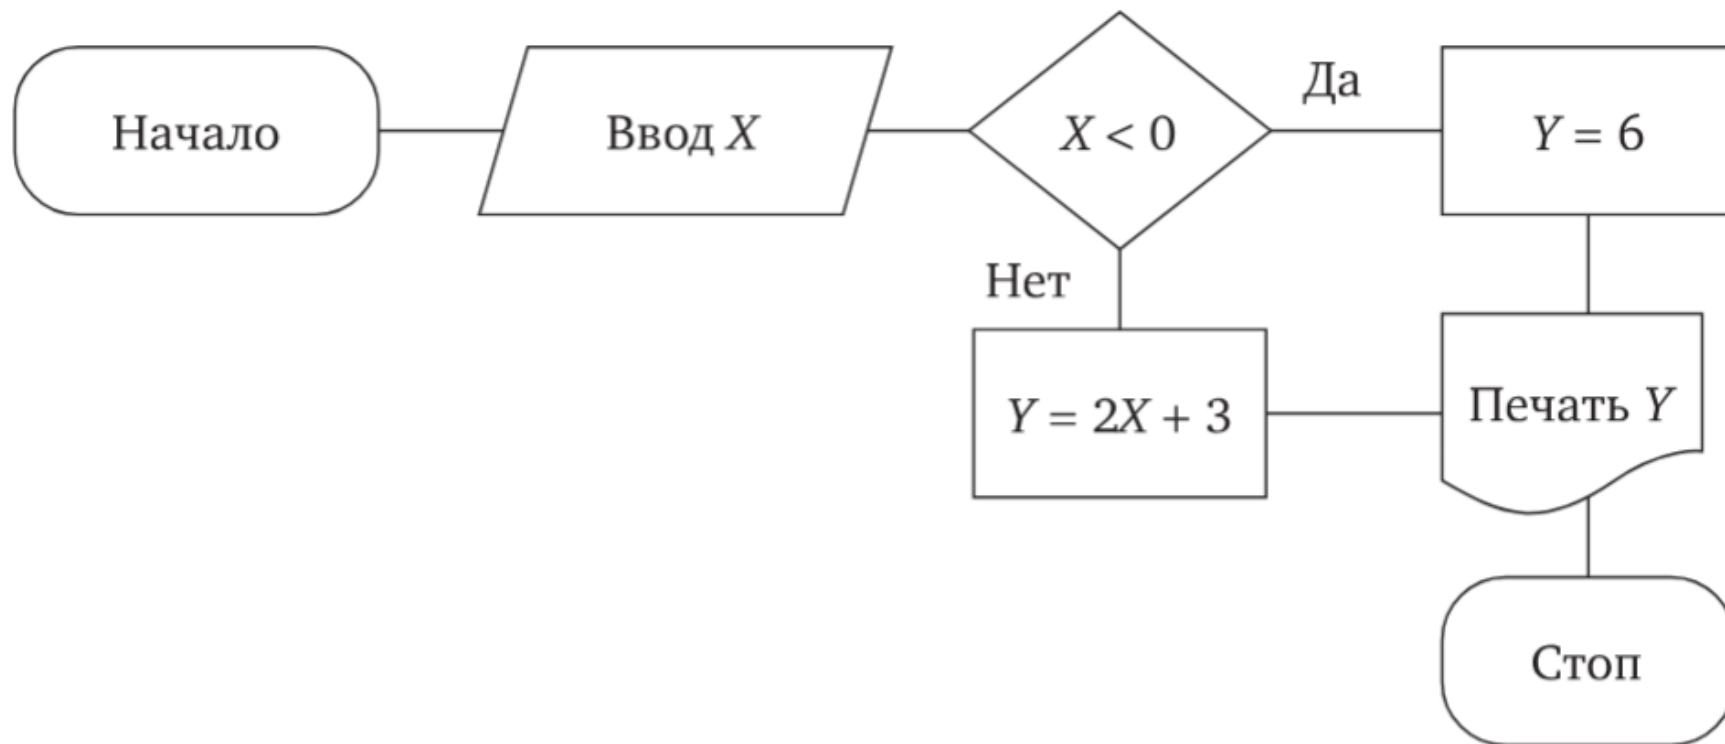 Начало
Ввод X
X < 0
Да
Y = 6
Нет
Y = 2X + 3
Печать Y
Стоп